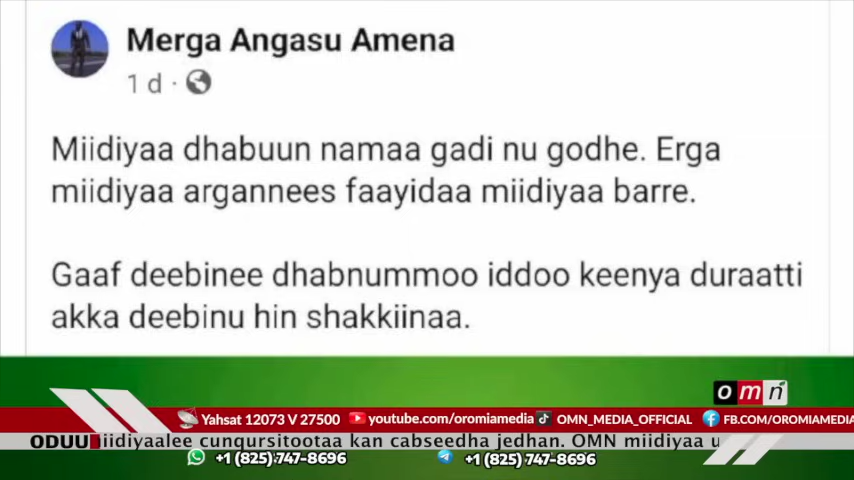 Merga Angasu Amena
1 d ·
Miidiyaa dhabuun namaa gadi nu godhe. Erga
miidiyaa argannees faayidaa miidiyaa barre.
Gaaf deebinee dhabnummoo iddoo keenya duraatti
akka deebinu hin shakkiinaa.
omn
Yahsat 12073 V 27500 youtube.com/oromiamedia OMN_MEDIA_OFFICIAL FB.COM/OROMIAMEDIA
ODUU iidiyaalee cunqursitootaa kan cabseedha jedhan. OMN miidiyaa u
+1 (825) 747-8696 +1 (825) 747-8696